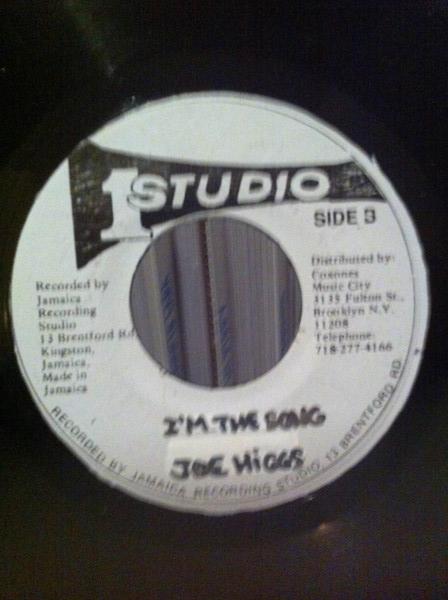 1 STUDIO
SIDE B
Recorded by
Jamaica
Recording
Studio
13 Brentford Rd.
Kingston,
Jamaica,
Made in
Jamaica
Distributed by:
Coxsones
Music City
3135 Fulton St.,
Brooklyn N.Y.
11208
Telephone:
718-277-4166
I'M THE SONG
JOE HIGGS
RECORDED BY JAMAICA RECORDING STUDIO, 13 BRENTFORD RD